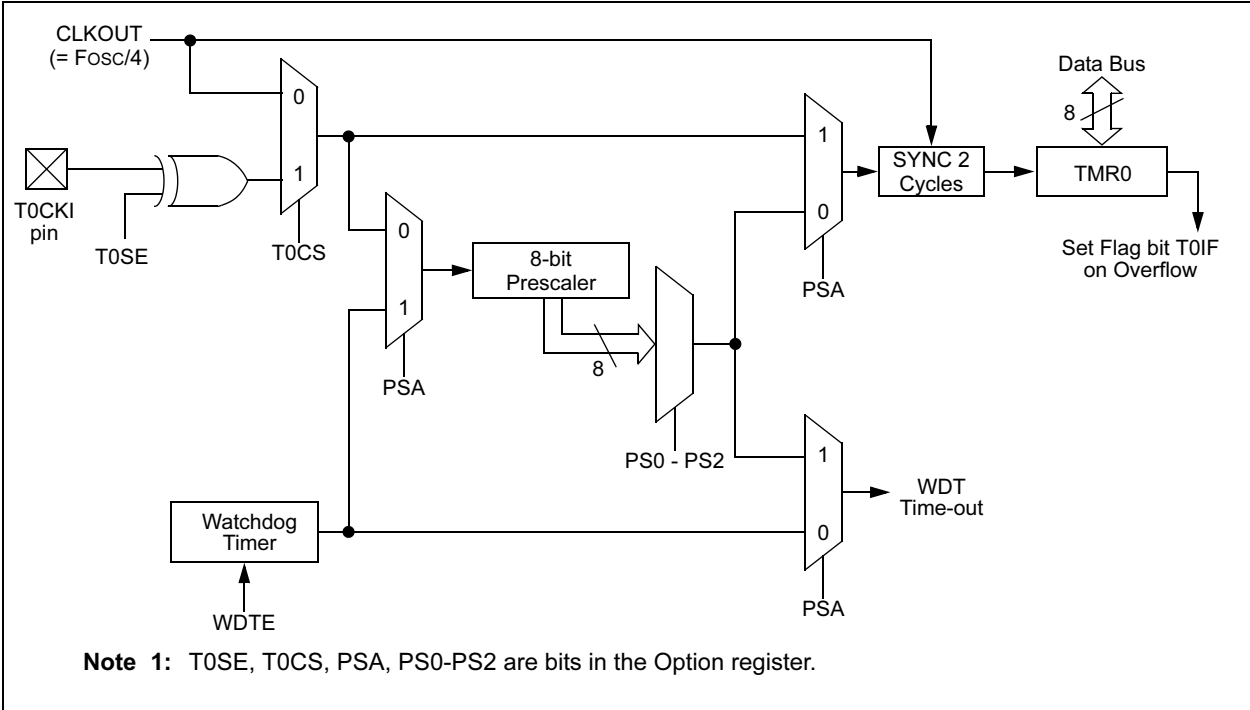 CLKOUT
(= FOSC/4)
Data Bus
8
0
1
1
0
SYNC 2
Cycles
TMR0
T0CKI
pin
T0SE
T0CS
0
1
8-bit
Prescaler
8
PSA
PSA
Set Flag bit T0IF
on Overflow
PS0 - PS2
1
0
WDT
Time-out
Watchdog
Timer
WDTE
PSA
Note 1: T0SE, T0CS, PSA, PS0-PS2 are bits in the Option register.